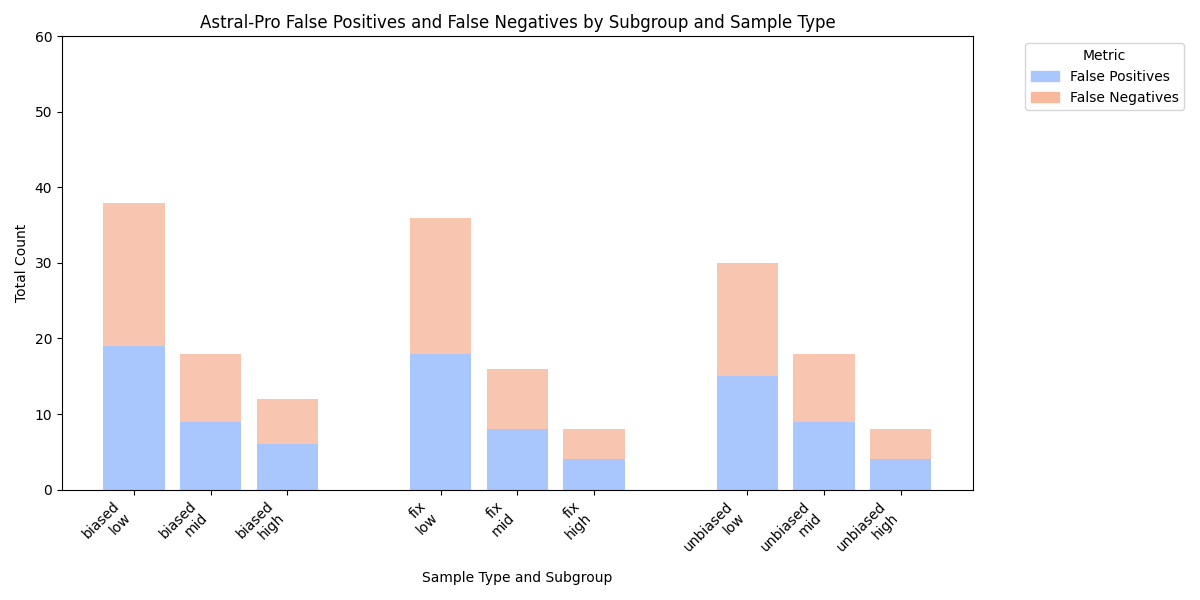 Astral-Pro False Positives and False Negatives by Subgroup and Sample Type
Metric
False Positives
False Negatives
Total Count
60
50
40
30
20
10
0
biased
low
biased
mid
biased
high
fix
low
fix
mid
fix
high
unbiased
low
unbiased
mid
unbiased
high
Sample Type and Subgroup